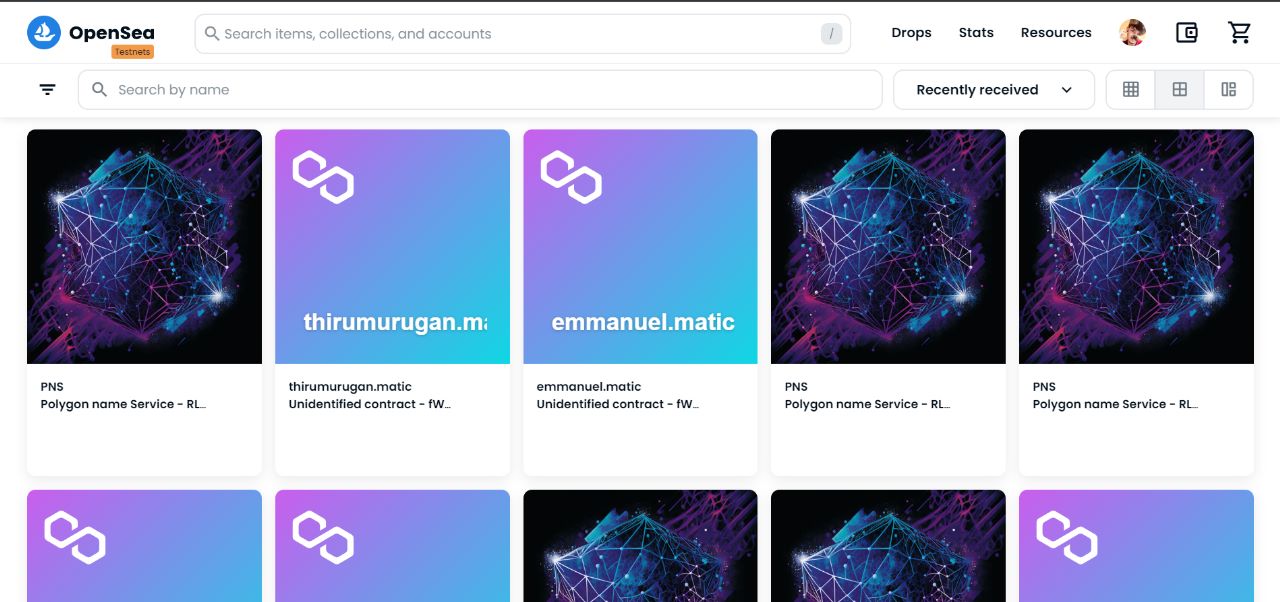 OpenSea
Testnets
Search items, collections, and accounts
/
Drops
Stats
Resources
Search by name
Recently received
thirumurugan.ma
emmanuel.matic
PNS
Polygon name Service - RL...
thirumurugan.matic
Unidentified contract - fW...
emmanuel.matic
Unidentified contract - fW...
PNS
Polygon name Service - RL...
PNS
Polygon name Service - RL...